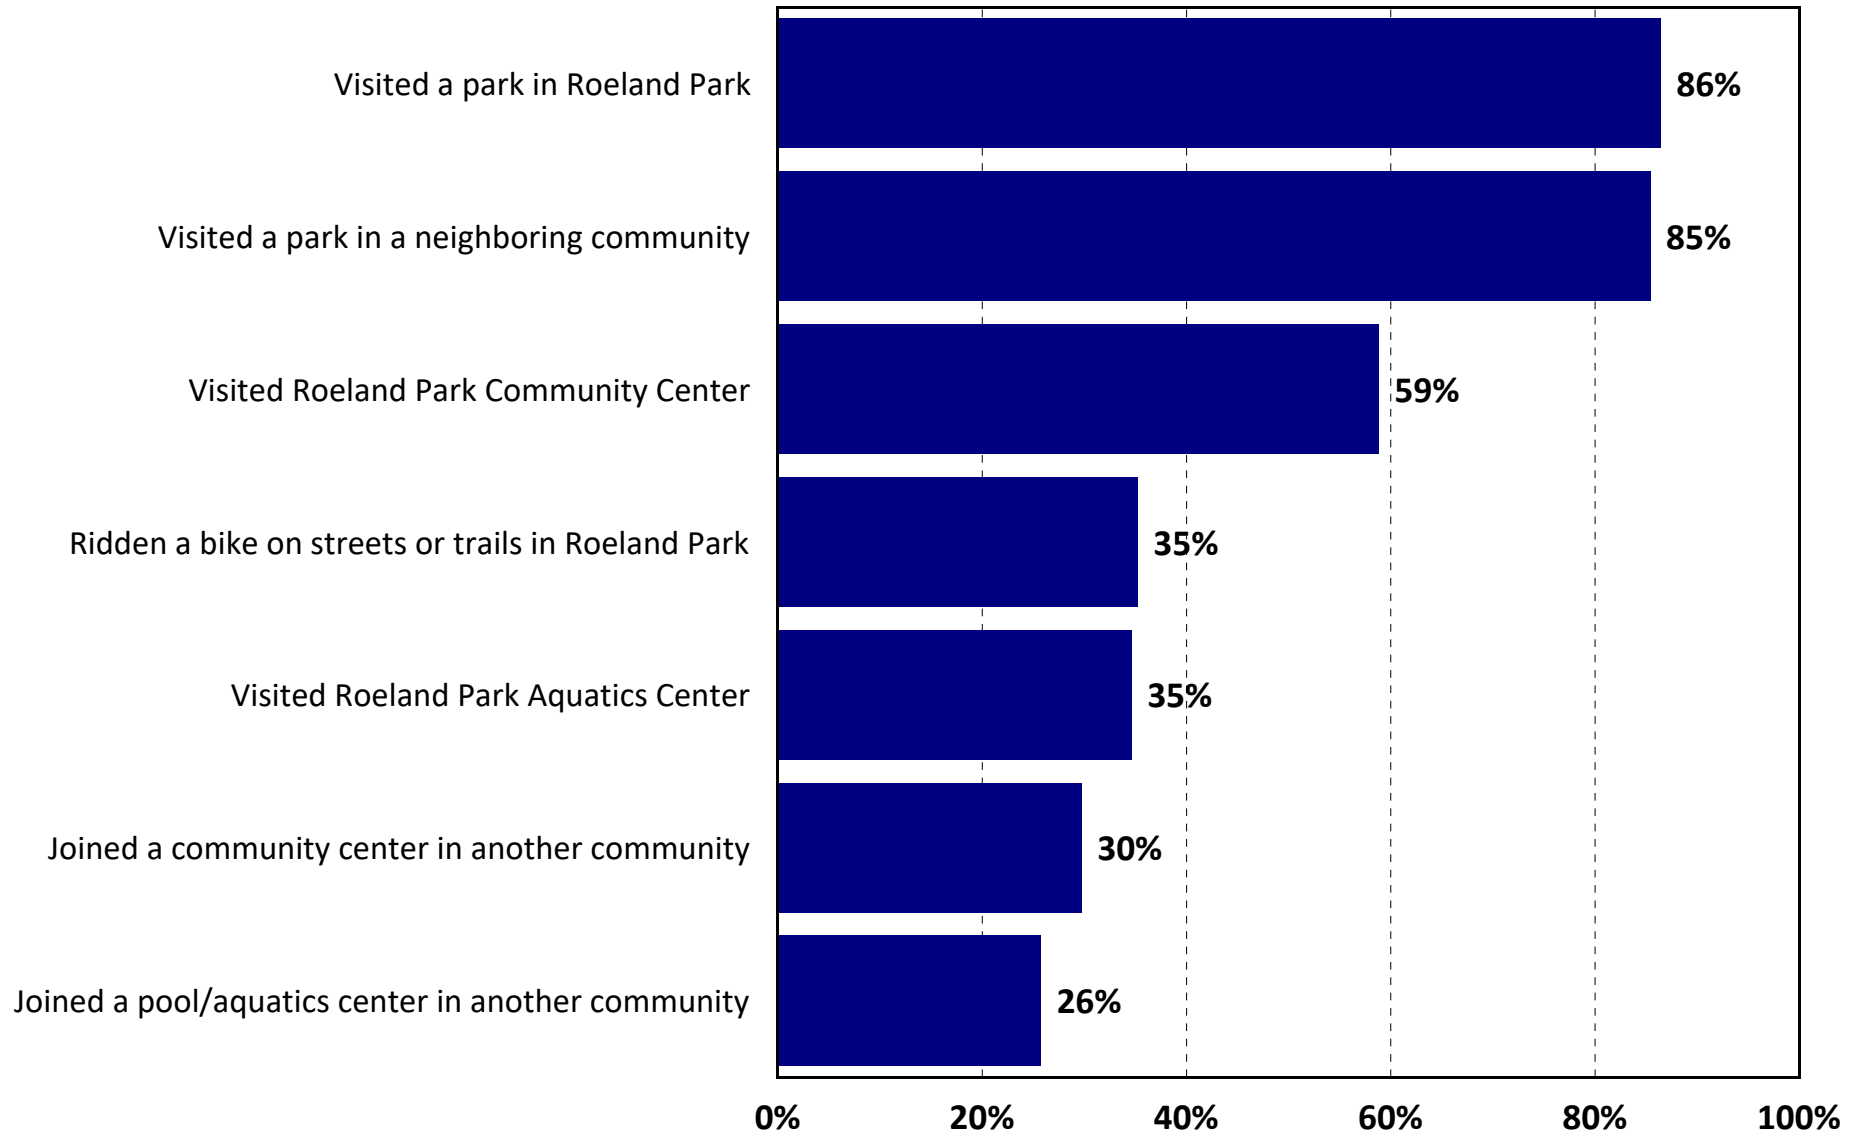 Visited a park in Roeland Park 86%
Visited a park in a neighboring community 85%
Visited Roeland Park Community Center 59%
Ridden a bike on streets or trails in Roeland Park 35%
Visited Roeland Park Aquatics Center 35%
Joined a community center in another community 30%
Joined a pool/aquatics center in another community 26%
0% 20% 40% 60% 80% 100%